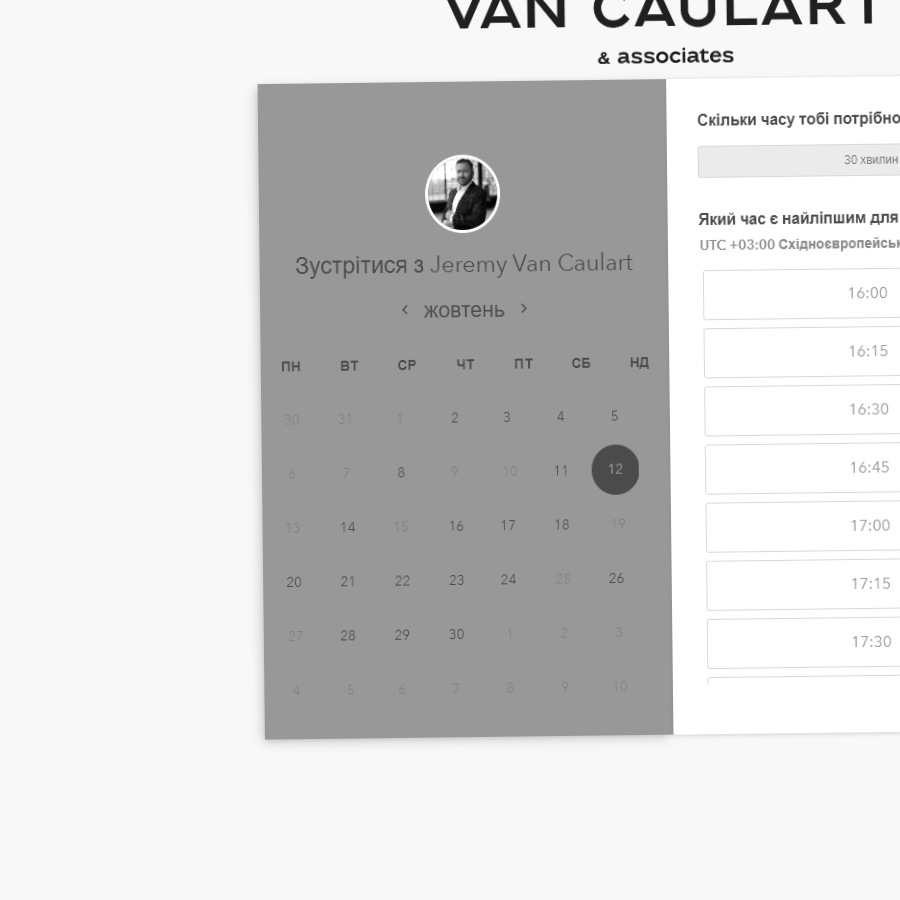 VAN CAULART
& associates
Зустрітися з Jeremy Van Caulart
‹ жовтень ›
ПН ВТ СР ЧТ ПТ СБ НД
30 31 1 2 3 4 5
6 7 8 9 10 11 12
13 14 15 16 17 18 19
20 21 22 23 24 25 26
27 28 29 30 1 2 3
4 5 6 7 8 9 10
Скільки часу тобі потрібно
30 хвилин
Який час є найліпшим для
UTC +03:00
16:00
16:15
16:30
16:45
17:00
17:15
17:30